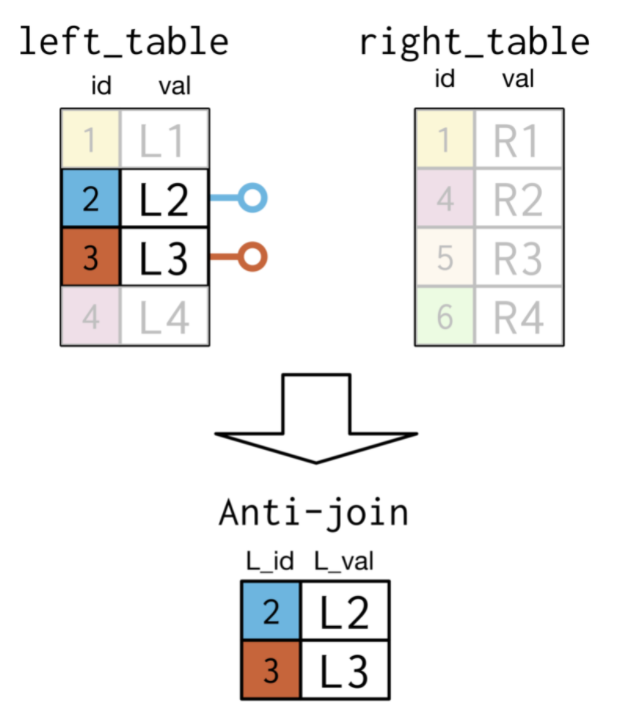 left_table right_table
id val id val
1 L1 1 R1
2 L2 4 R2
3 L3 5 R3
4 L4 6 R4
Anti-join
L_id L_val
2 L2
3 L3